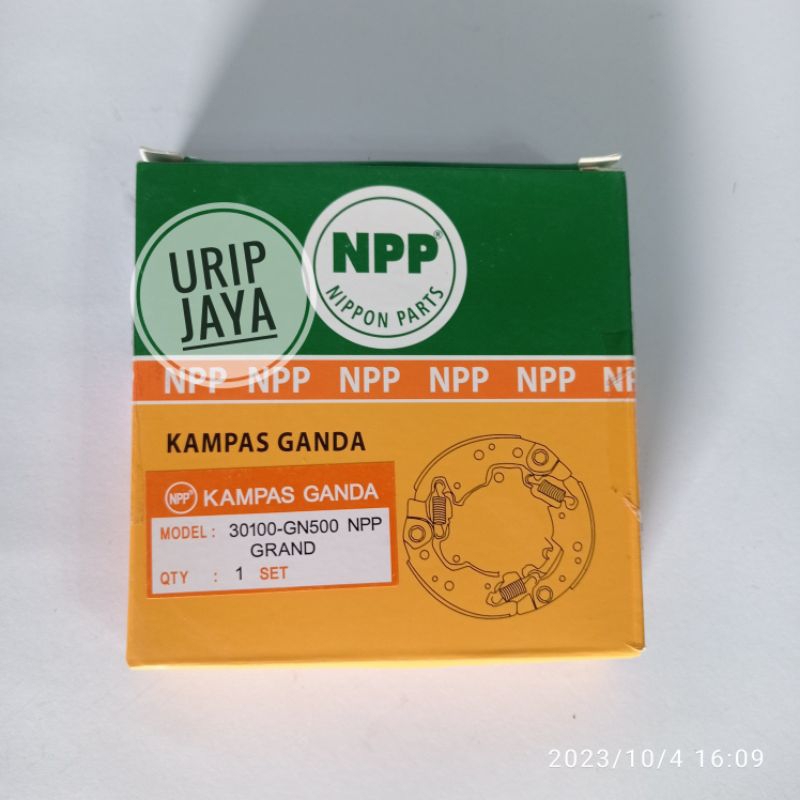 URIP
JAYA
NPP®
NIPPON PARTS
NPP NPP NPP NPP NPP NP
KAMPAS GANDA
NPP® KAMPAS GANDA
MODEL : 30100-GN500 NPP
GRAND
QTY : 1 SET
2023/10/4 16:09